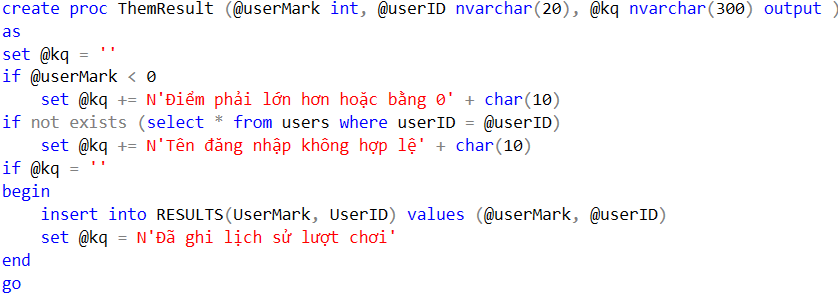 create proc ThemResult (@userMark int, @userID nvarchar(20), @kq nvarchar(300) output )
as
set @kq = ''
if @userMark < 0
    set @kq += N'Điểm phải lớn hơn hoặc bằng 0' + char(10)
if not exists (select * from users where userID = @userID)
    set @kq += N'Tên đăng nhập không hợp lệ' + char(10)
if @kq = ''
begin
    insert into RESULTS(UserMark, UserID) values (@userMark, @userID)
    set @kq = N'Đã ghi lịch sử lượt chơi'
end
go